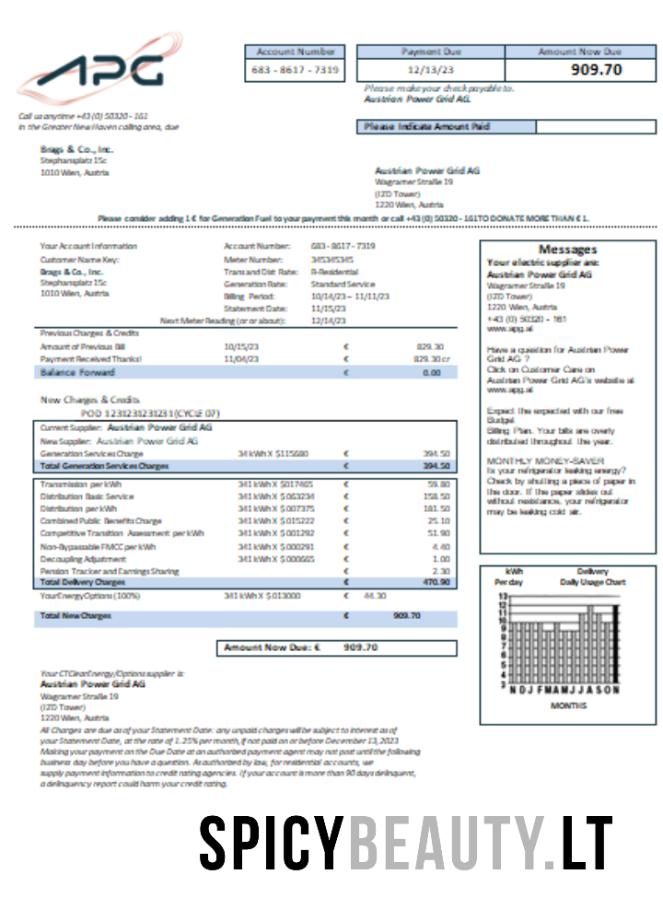 APG
Account Number
Payment Due
Amount Now Due
683 - 8617 - 7319
12/13/23
909.70
Please make your check payable to.
Austrian Power Grid AG.
Call us anytime +43 (0) 50320 - 161
in the Greater New Haven calling area, due
Please Indicate Amount Paid
Brags & Co., Inc.
Stephansplatz 15c
1010 Wien, Austria
Austrian Power Grid AG
Wagramer Straße 19
(IZD Tower)
1220 Wien, Austria
Please consider adding 1 € for Generation Fuel to your payment this month or call +43 (0) 50320 - 161TO DONATE MORE THAN € 1.
Your Account Information
Customer Name Key:
Brags & Co., Inc.
Stephansplatz 15c
1010 Wien, Austria
Account Number: 683 - 8617 - 7319
Meter Number: 345345345
Trans and Dist Rate: R-Residential
Generation Rate: Standard Service
Billing Period: 10/14/23 – 11/11/23
Statement Date: 11/15/23
Next Meter Reading (or or about): 12/14/23
Previous Charges & Credits
Amount of Previous Bill 10/15/23 € 829.30
Payment Received Thanks! 11/04/23 € 829.30 cr
Balance Forward € 0.00
New Charges & Credits
POD 1231231231231 (CYCLE 07)
Current Supplier: Austrian Power Grid AG
New Supplier: Austrian Power Grid AG
Generation Services Charge 341 kWh X $115680 € 394.50
Total Generation Services Charges € 394.50
Transmission per kWh 341 kWh X $017465 € 59.80
Distribution Basic Service 341 kWh X $063234 € 158.50
Distribution per kWh 341 kWh X $007375 € 181.50
Combined Public Benefits Charge 341 kWh X $015222 € 25.10
Competitive Transition Assessment per kWh 341 kWh X $001292 € 51.90
Non-Bypassable FMCC per kWh 341 kWh X $000291 € 4.40
Decoupling Adjustment 341 kWh X $000665 € 1.00
Pension Tracker and Earnings Sharing € 2.30
Total Delivery Charges € 470.90
YourEnergyOptions (100%) 341 kWh X $013000 € 44.30
Total New Charges € 909.70
Amount Now Due: € 909.70
Your CTCleanEnergy/Options supplier is:
Austrian Power Grid AG
Wagramer Straße 19
(IZD Tower)
1220 Wien, Austria
All Charges are due as of your Statement Date: any unpaid charges will be subject to interest as of
your Statement Date, at the rate of 1.25% per month, if not paid on or before December 13, 2023
Making your payment on the Due Date at an authorized payment agent may not post until the following
business day before you have a question. As authorized by law, for residential accounts, we
supply payment information to credit rating agencies. If your account is more than 90 days delinquent,
a delinquency report could harm your credit rating.
Messages
Your electric supplier are:
Austrian Power Grid AG
Wagramer Straße 19
(IZD Tower)
1220 Wien, Austria
+43 (0) 50320 - 161
www.apg.at
Have a question for Austrian Power
Grid AG ?
Click on Customer Care on
Austrian Power Grid AG's website at
www.apg.at
Expect the expected with our free
Budget
Billing Plan. Your bills are overly
distributed throughout the year.
MONTHLY MONEY-SAVER
Is your refrigerator leaking energy?
Check by shutting a piece of paper in
the door. If the paper slides out
without resistance, your refrigerator
may be leaking cold air.
kWh
Per day
Delivery
Daily Usage Chart
13
12
11
10
9
8
7
6
5
4
3
N D J F M A M J J A S O N
MONTHS
SPICYBEAUTY.LT